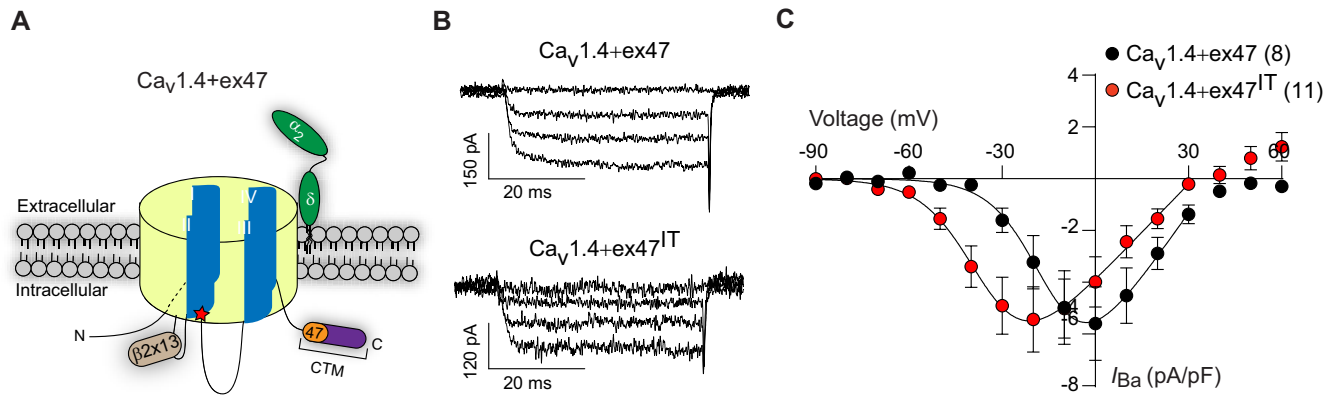 A
Cav1.4+ex47
α2
δ
IV
I
III
Extracellular
Intracellular
N
β2x13
47
C
CTM
B
Cav1.4+ex47
150 pA
20 ms
Cav1.4+ex47IT
120 pA
20 ms
C
Cav1.4+ex47 (8)
Cav1.4+ex47IT (11)
Voltage (mV)
4
2
-90
-60
-30
30
60
-2
-6
-8
IBa (pA/pF)